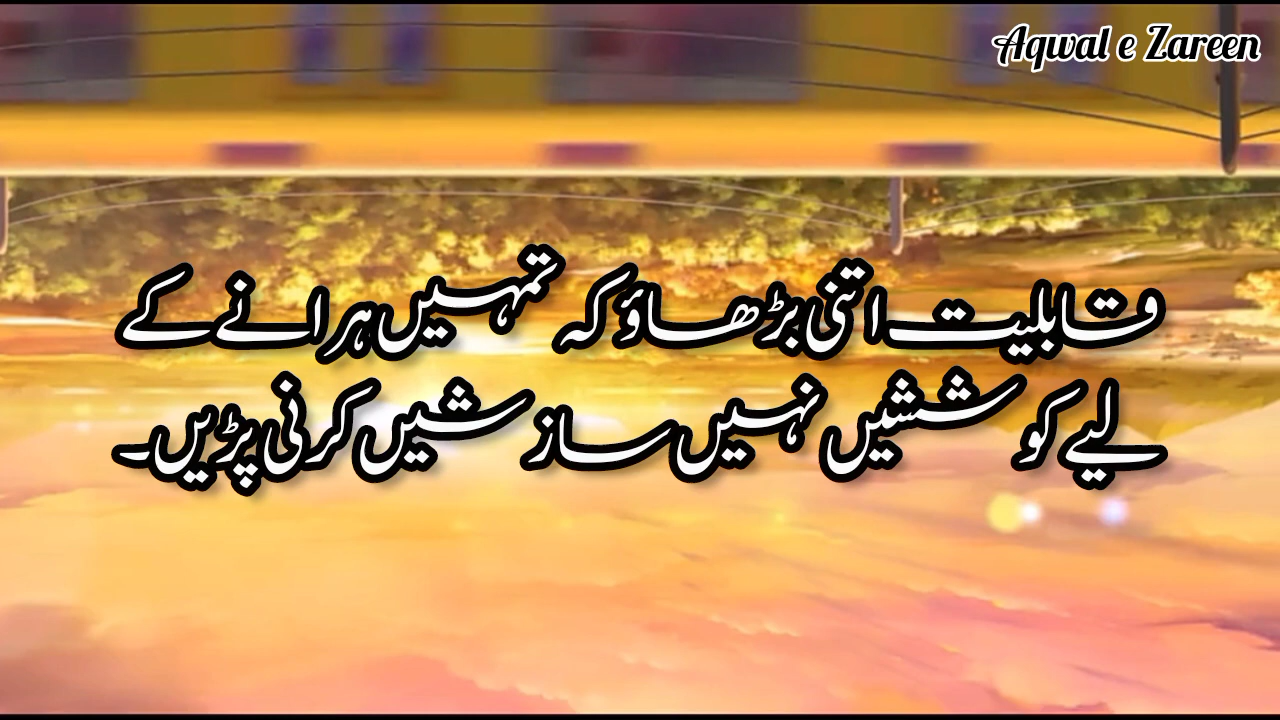 Aqwal e Zareen
قابلیت اتنی بڑھاؤ کہ تمہیں ہرانے کے
لیے کوششیں نہیں سازشیں کرنی پڑیں۔